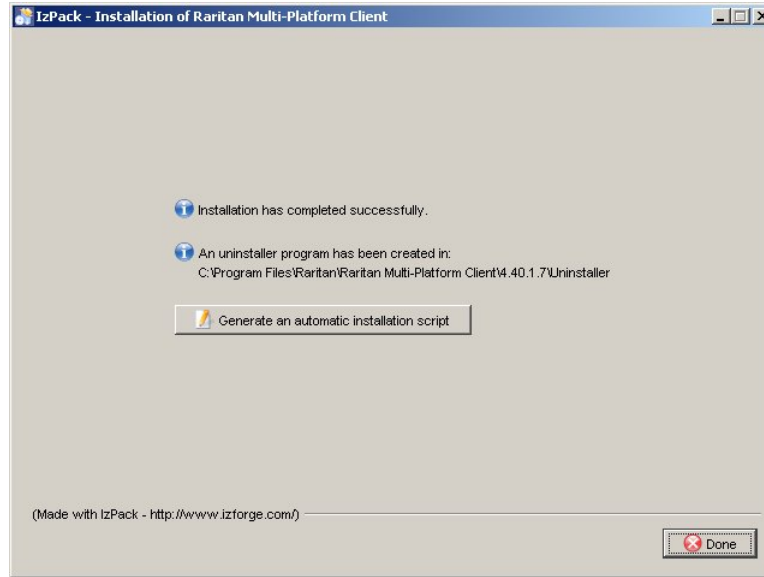 IzPack - Installation of Raritan Multi-Platform Client
Installation has completed successfully.
An uninstaller program has been created in:
C:\Program Files\Raritan\Raritan Multi-Platform Client\4.40.1.7\Uninstaller
Generate an automatic installation script
(Made with IzPack - http://www.izforge.com/)
Done